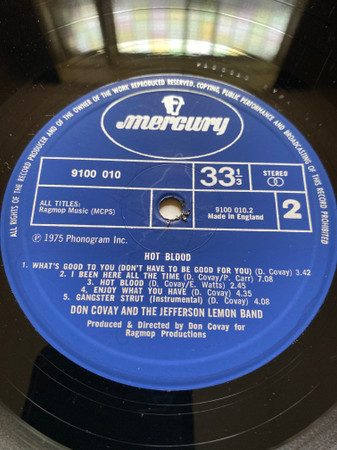 ALL RIGHTS OF THE RECORD PRODUCER AND OF THE OWNER OF THE WORK REPRODUCED RESERVED. COPYING, PUBLIC PERFORMANCE AND BROADCASTING OF THIS RECORD PROHIBITED
mercury
9100 010
33 1/3
STEREO
ALL TITLES:
Ragmop Music (MCPS)
9100 010.2
Made in England
2
℗ 1975 Phonogram Inc.
HOT BLOOD
1. WHAT'S GOOD TO YOU (DON'T HAVE TO BE GOOD FOR YOU) (D. Covay) 3.42
2. I BEEN HERE ALL THE TIME (D. Covay/P. Carr) 7.08
3. HOT BLOOD (D. Covay/E. Watts) 2.45
4. ENJOY WHAT YOU HAVE (D. Covay) 4.35
5. GANGSTER STRUT (Instrumental) (D. Covay) 4.08
DON COVAY AND THE JEFFERSON LEMON BAND
Produced & Directed by Don Covay for
Ragmop Productions